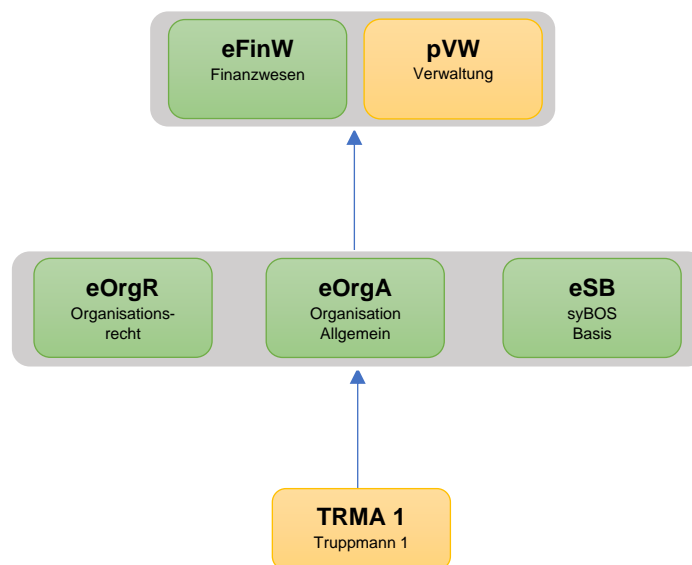 eFinW
Finanzwesen
pVW
Verwaltung
eOrgR
Organisations-
recht
eOrgA
Organisation
Allgemein
eSB
syBOS
Basis
TRMA 1
Truppmann 1